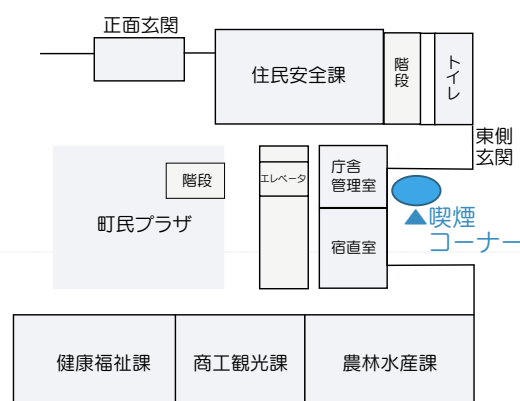 正面玄関
住民安全課
階段
トイレ
東側
玄関
階段
エレベータ
庁舎
管理室
町民プラザ
▲喫煙
コーナー
宿直室
健康福祉課
商工観光課
農林水産課